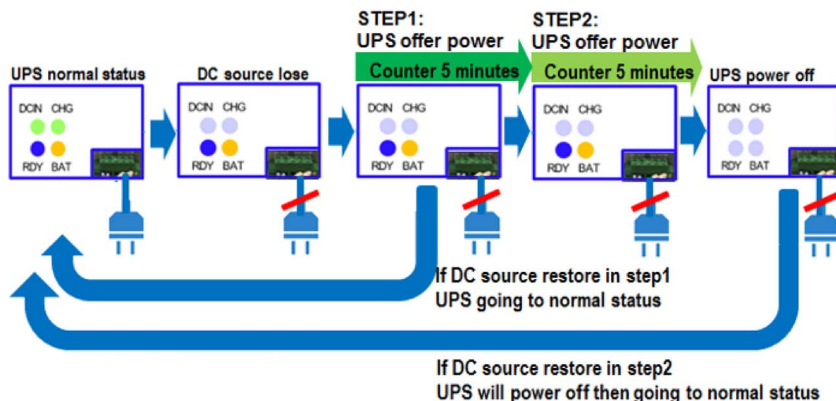 STEP1:
UPS offer power
STEP2:
UPS offer power
UPS normal status
DC source lose
Counter 5 minutes
Counter 5 minutes
UPS power off
DCIN CHG
RDY BAT
DCIN CHG
RDY BAT
DCIN CHG
RDY BAT
DCIN CHG
RDY BAT
DCIN CHG
RDY BAT
If DC source restore in step1
UPS going to normal status
If DC source restore in step2
UPS will power off then going to normal status